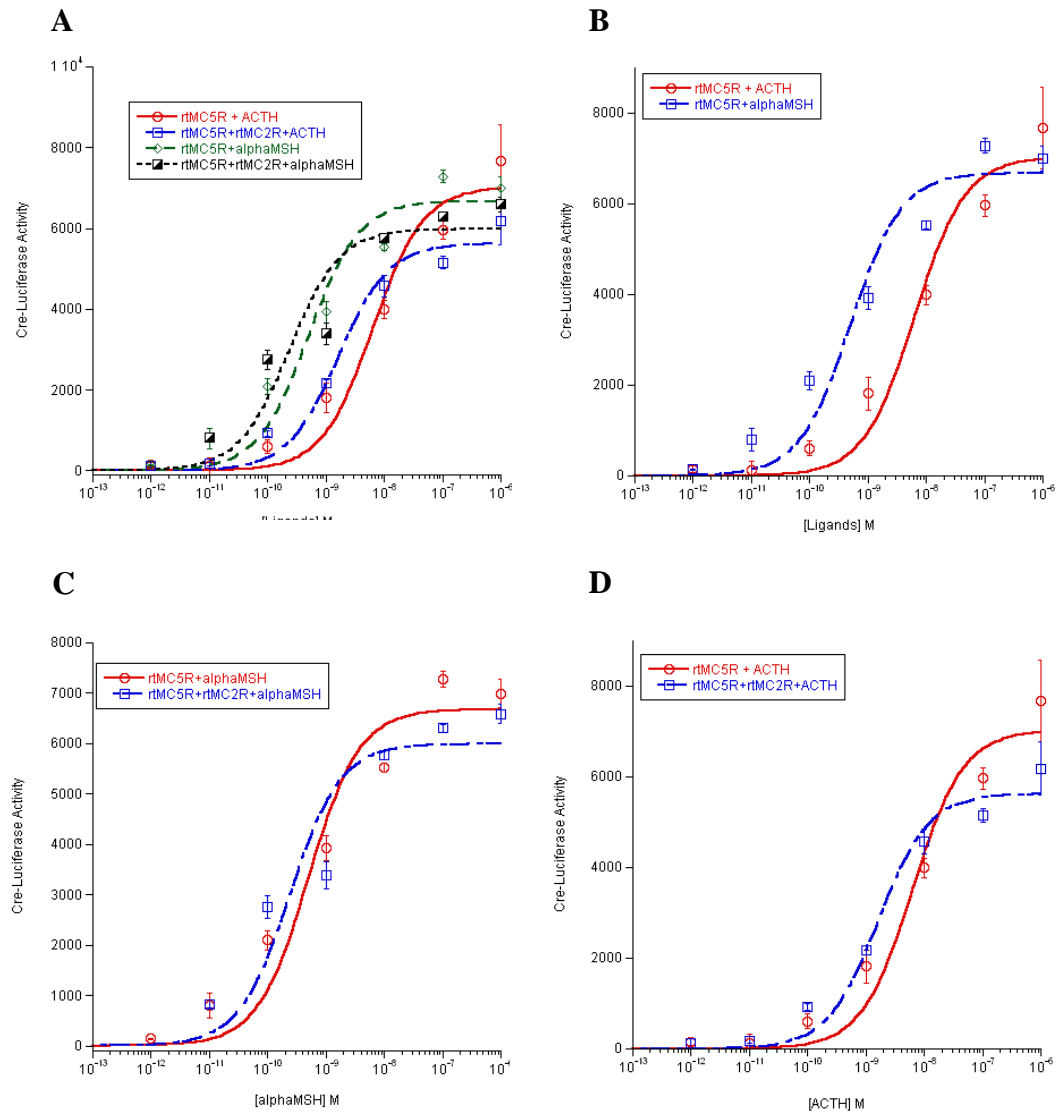 A
1 10⁴
8000
6000
4000
2000
0
Cre-Luciferase Activity
rtMC5R + ACTH
rtMC5R+rtMC2R+ACTH
rtMC5R+alphaMSH
rtMC5R+rtMC2R+alphaMSH
10⁻¹³ 10⁻¹² 10⁻¹¹ 10⁻¹⁰ 10⁻⁹ 10⁻⁸ 10⁻⁷ 10⁻⁶
[Ligands] M
B
8000
6000
4000
2000
0
Cre-Luciferase Activity
rtMC5R + ACTH
rtMC5R+alphaMSH
10⁻¹³ 10⁻¹² 10⁻¹¹ 10⁻¹⁰ 10⁻⁹ 10⁻⁸ 10⁻⁷ 10⁻⁶
[Ligands] M
C
8000
7000
6000
5000
4000
3000
2000
1000
0
Cre-Luciferase Activity
rtMC5R+alphaMSH
rtMC5R+rtMC2R+alphaMSH
10⁻¹³ 10⁻¹² 10⁻¹¹ 10⁻¹⁰ 10⁻⁹ 10⁻⁸ 10⁻⁷ 10⁻⁶
[alphaMSH] M
D
8000
6000
4000
2000
0
Cre-Luciferase Activity
rtMC5R + ACTH
rtMC5R+rtMC2R+ACTH
10⁻¹³ 10⁻¹² 10⁻¹¹ 10⁻¹⁰ 10⁻⁹ 10⁻⁸ 10⁻⁷ 10⁻⁶
[ACTH] M